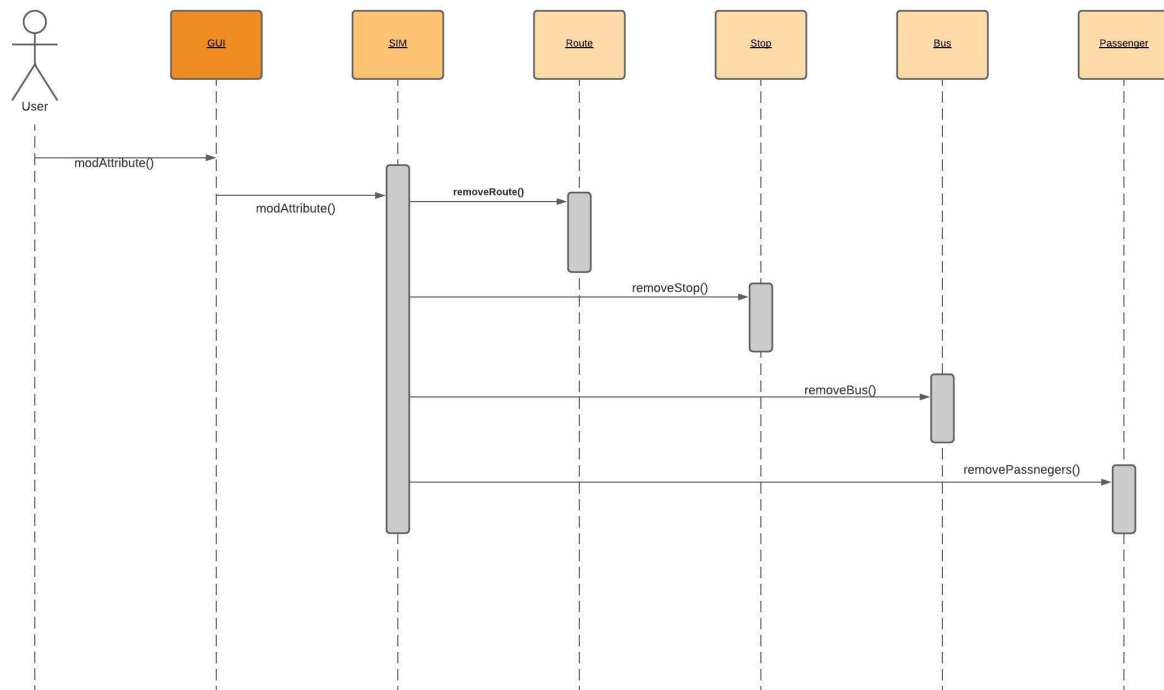 GUI
SIM
Route
Stop
Bus
Passenger
User
modAttribute()
modAttribute()
removeRoute()
removeStop()
removeBus()
removePassnegers()